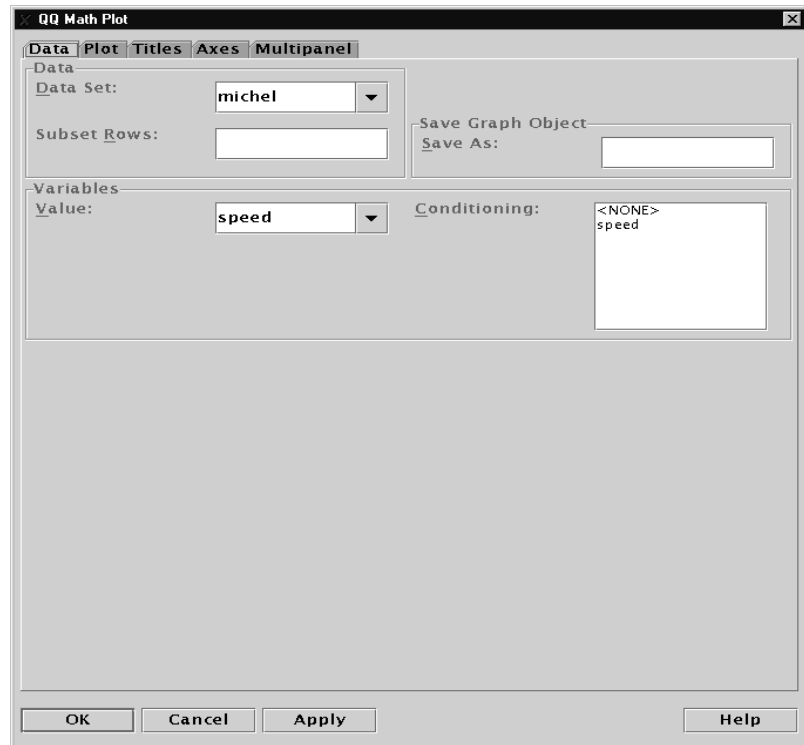 QQ Math Plot
Data Plot Titles Axes Multipanel
Data
Data Set:
michel
Subset Rows:
Save Graph Object
Save As:
Variables
Value:
speed
Conditioning:
<NONE>
speed
OK Cancel Apply Help